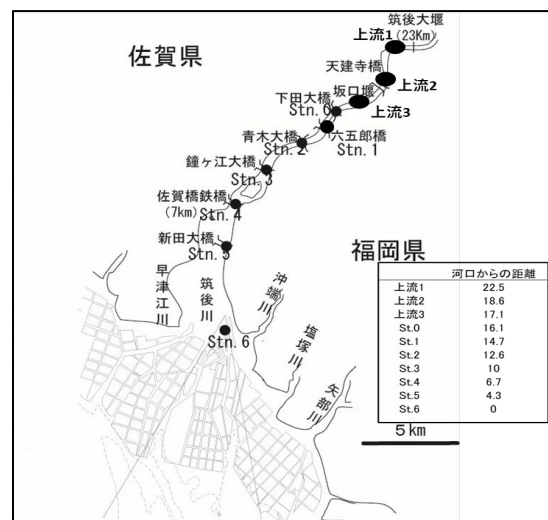 佐賀県
筑後大堰
上流1
(23Km)
天建寺橋
上流2
坂口堰
下田大橋
Stn.0
上流3
六五郎橋
青木大橋
Stn.2
Stn.1
鐘ヶ江大橋
Stn.3
佐賀橋鉄橋
(7km)
Stn.4
新田大橋
Stn.5
福岡県
早津江川
筑後川
沖端川
塩塚川
矢部川
Stn.6
河口からの距離
上流1 22.5
上流2 18.6
上流3 17.1
St.0 16.1
St.1 14.7
St.2 12.6
St.3 10
St.4 6.7
St.5 4.3
St.6 0
5km